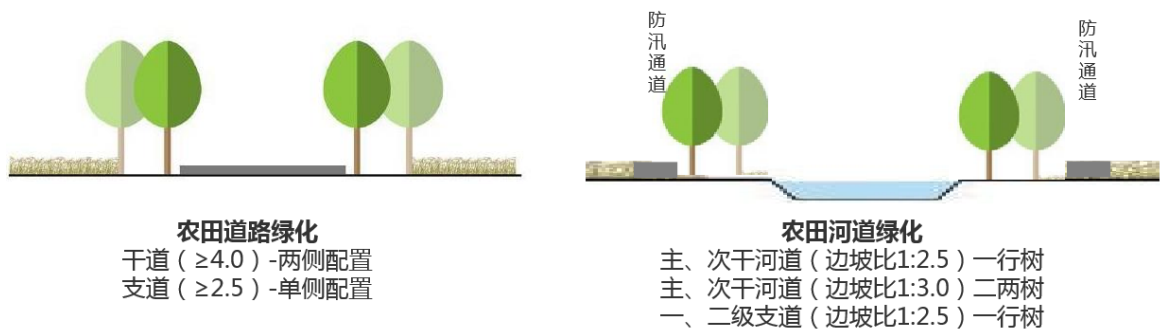 防汛通道
防汛通道
农田道路绿化
干道（≥4.0）-两侧配置
支道（≥2.5）-单侧配置
农田河道绿化
主、次干河道（边坡比1:2.5）一行树
主、次干河道（边坡比1:3.0）二两树
一、二级支道（边坡比1:2.5）一行树